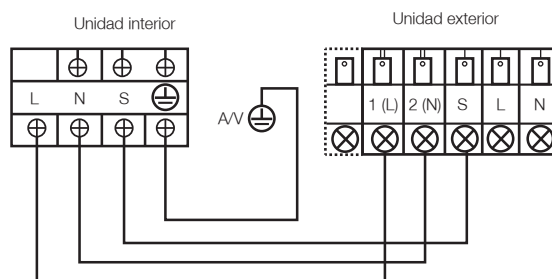 Unidad interior
Unidad exterior
L N S
1 (L) 2 (N) S L N
A/V